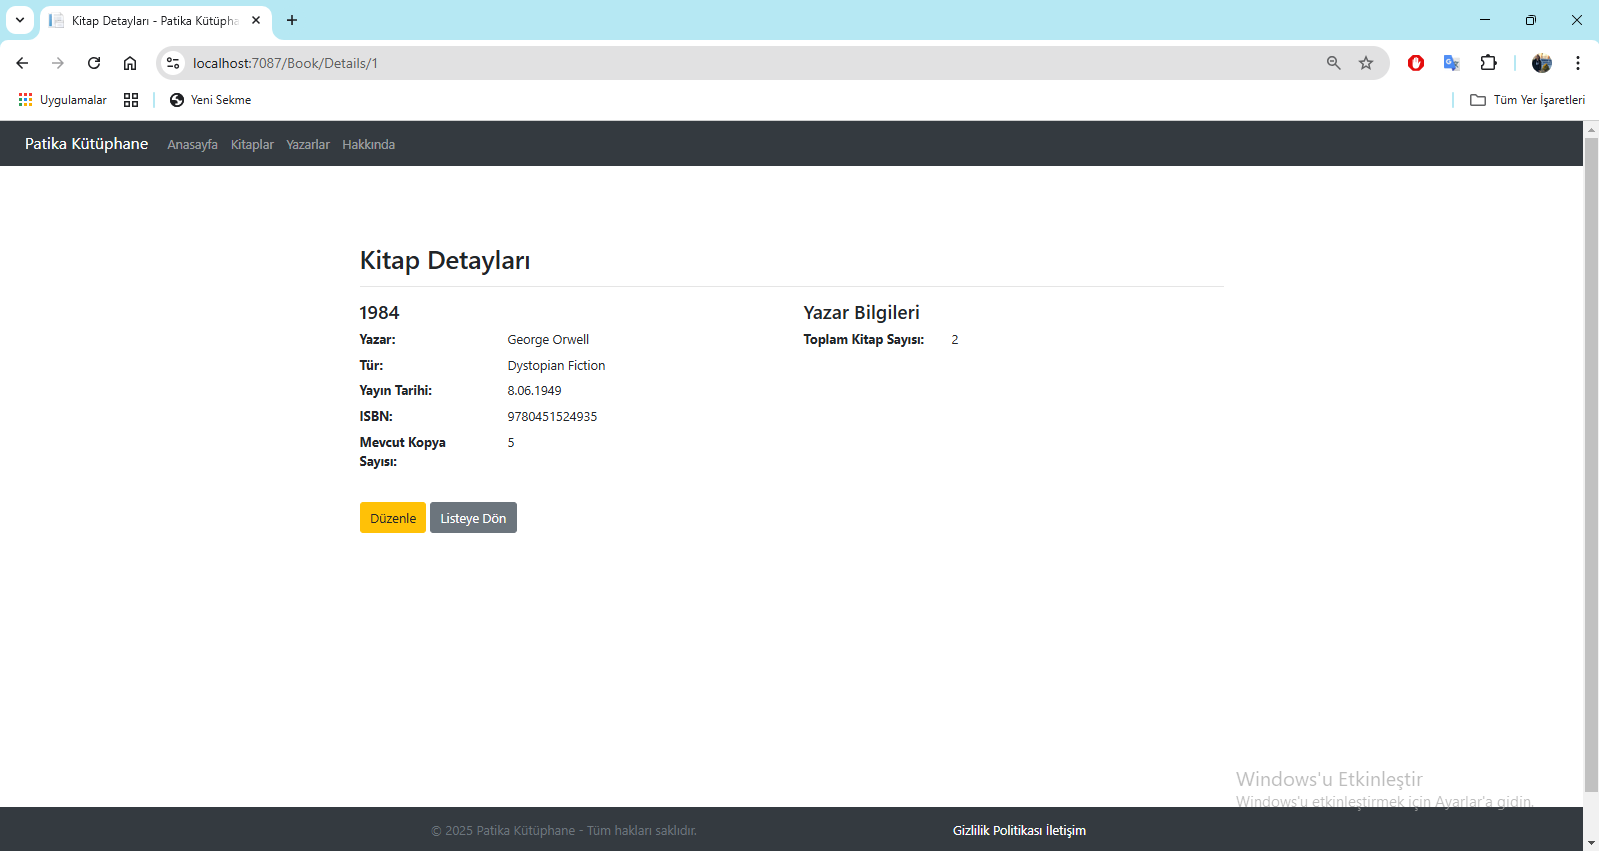 Kitap Detayları - Patika Kütüpha
localhost:7087/Book/Details/1
Uygulamalar
Yeni Sekme
Tüm Yer İşaretleri
Patika Kütüphane Anasayfa Kitaplar Yazarlar Hakkında
Kitap Detayları
1984
Yazar: George Orwell
Tür: Dystopian Fiction
Yayın Tarihi: 8.06.1949
ISBN: 9780451524935
Mevcut Kopya 5
Sayısı:
Yazar Bilgileri
Toplam Kitap Sayısı: 2
Düzenle Listeye Dön
Windows'u Etkinleştir
Windows'u etkinleştirmek için Ayarlar'a gidin.
© 2025 Patika Kütüphane - Tüm hakları saklıdır.
Gizlilik Politikası İletişim